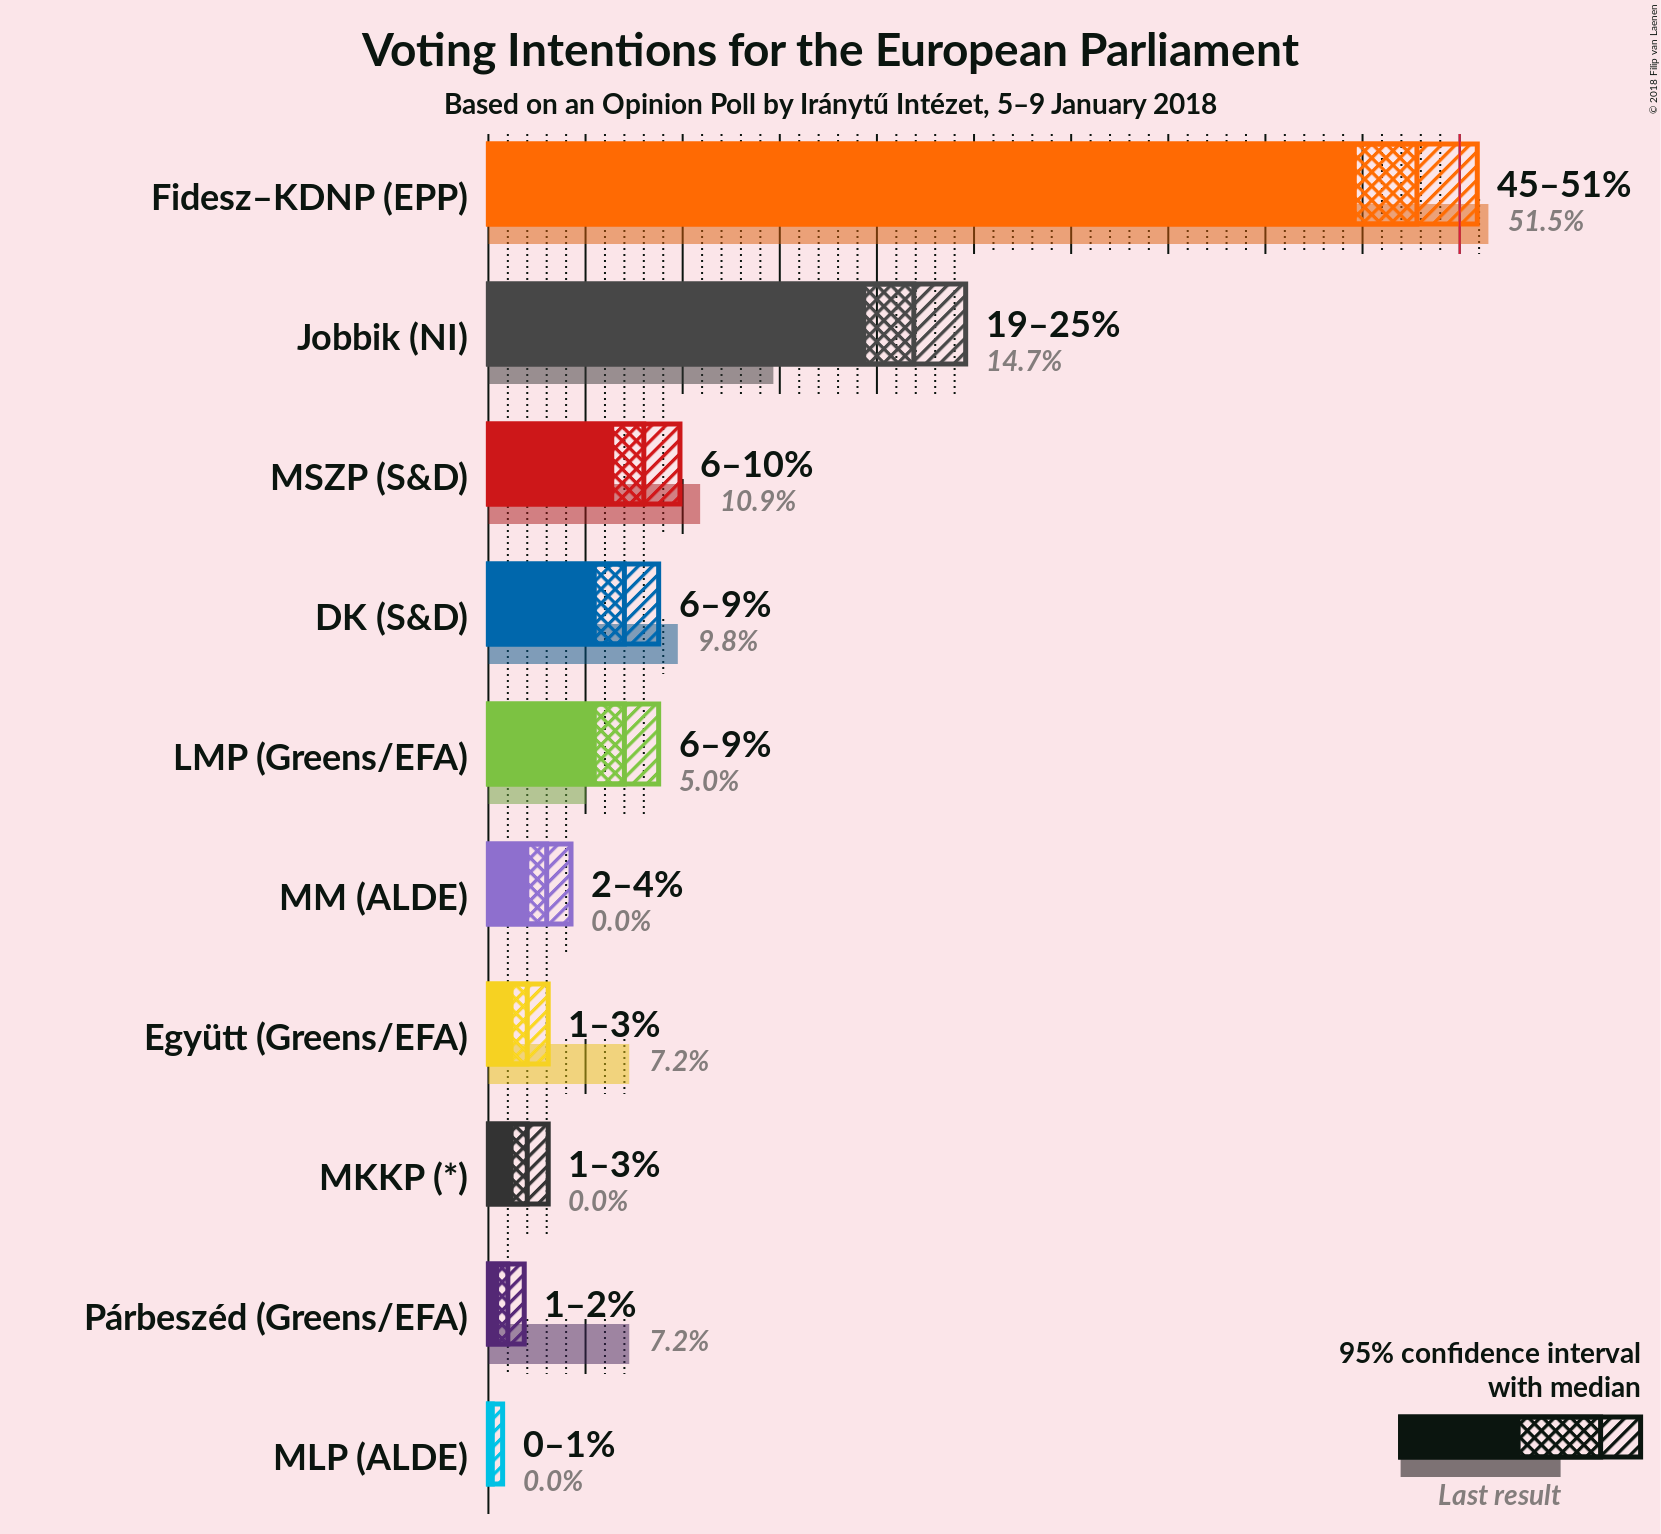 Voting Intentions for the European Parliament
Based on an Opinion Poll by Iránytű Intézet, 5–9 January 2018
© 2018 Filip van Laenen
Fidesz–KDNP (EPP)
45–51%
51.5%
Jobbik (NI)
19–25%
14.7%
MSZP (S&D)
6–10%
10.9%
DK (S&D)
6–9%
9.8%
LMP (Greens/EFA)
6–9%
5.0%
MM (ALDE)
2–4%
0.0%
Együtt (Greens/EFA)
1–3%
7.2%
MKKP (*)
1–3%
0.0%
Párbeszéd (Greens/EFA)
1–2%
7.2%
MLP (ALDE)
0–1%
0.0%
95% confidence interval
with median
Last result